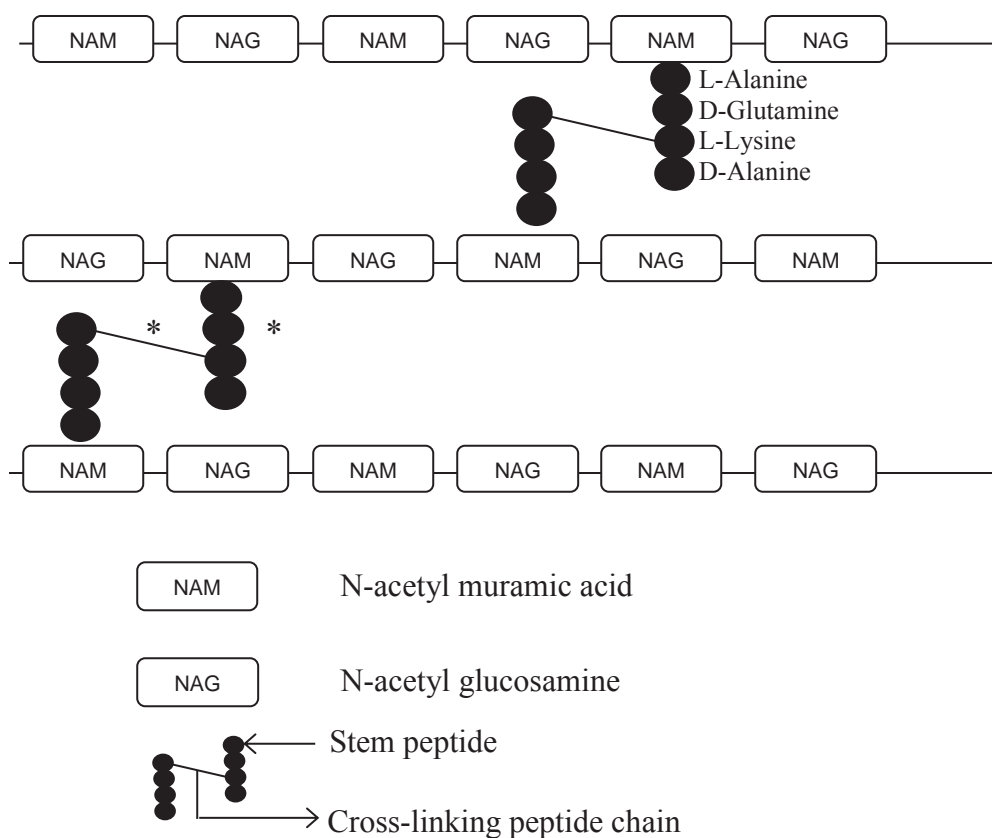 NAM NAG NAM NAG NAM NAG
L-Alanine
D-Glutamine
L-Lysine
D-Alanine
NAG NAM NAG NAM NAG NAM
* *
NAM NAG NAM NAG NAM NAG
NAM N-acetyl muramic acid
NAG N-acetyl glucosamine
Stem peptide
Cross-linking peptide chain